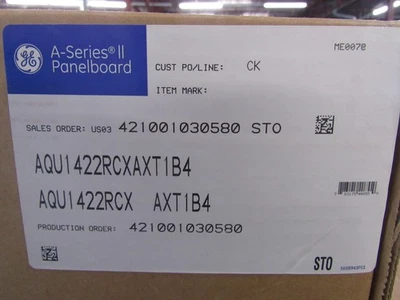 A-Series® II
Panelboard
CUST PO/LINE: CK
ME007@
ITEM MARK:
SALES ORDER: US03 421001030580 STO
AQU1422RCXAXT1B4
AQU1422RCX AXT1B4
PRODUCTION ORDER: 421001030580
STO